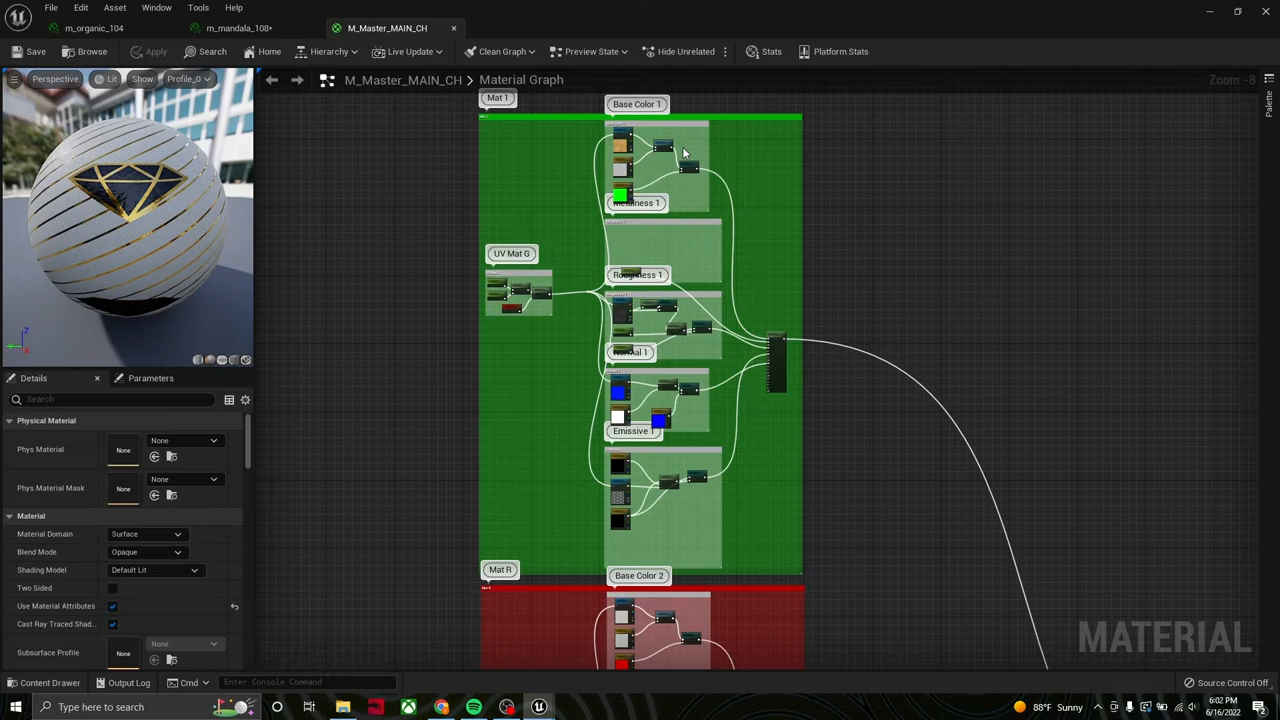 File Edit Asset Window Tools Help
m_organic_104
m_mandala_108*
M_Master_MAIN_CH
Save Browse Apply Search Home Hierarchy Live Update Clean Graph Preview State Hide Unrelated Stats Platform Stats
Perspective Lit Show Profile_0
M_Master_MAIN_CH > Material Graph
Zoom -8
Palette
Mat 1
Base Color 1
Metalness 1
UV Mat G
Roughness 1
Normal 1
Emissive 1
Mat R
Base Color 2
MATERIAL
Z
Y
X
Details
Parameters
Search
Physical Material
Phys Material
None
None
Phys Material Mask
None
None
Material
Material Domain
Surface
Blend Mode
Opaque
Shading Model
Default Lit
Two Sided
Use Material Attributes
Cast Ray Traced Shad..
Subsurface Profile
None
None
Content Drawer Output Log Cmd Enter Console Command
Source Control Off
Type here to search
88°F Sunny
6:02 PM
6/16/2022